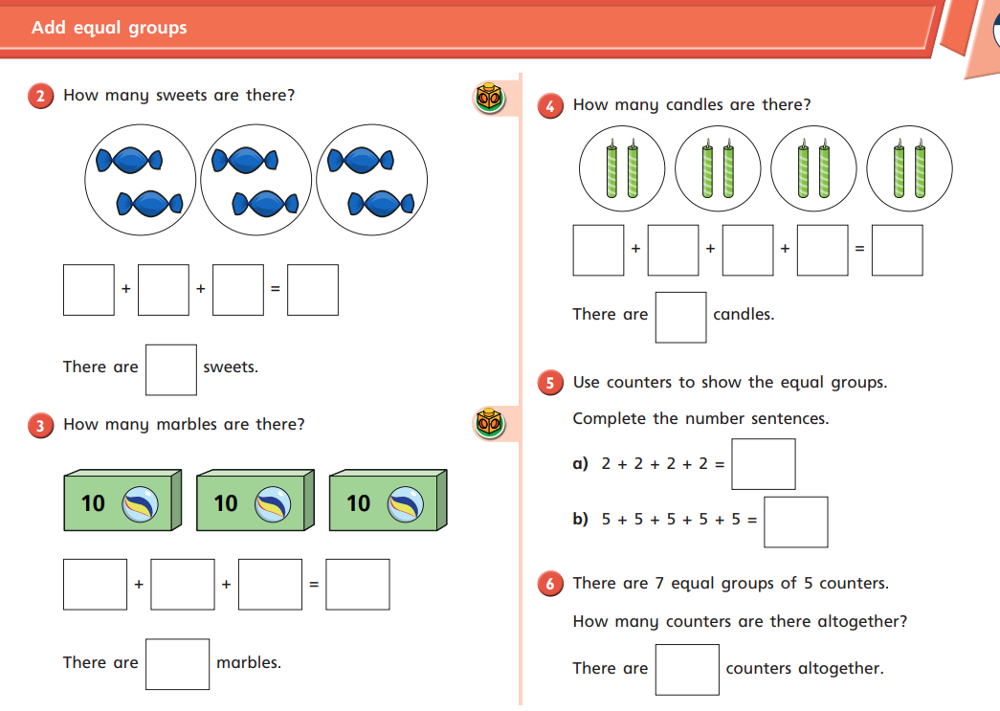 Add equal groups
2 How many sweets are there?
+ + =
There are sweets.
3 How many marbles are there?
10 10 10
+ + =
There are marbles.
4 How many candles are there?
+ + + =
There are candles.
5 Use counters to show the equal groups.
Complete the number sentences.
a) 2 + 2 + 2 + 2 =
b) 5 + 5 + 5 + 5 + 5 =
6 There are 7 equal groups of 5 counters.
How many counters are there altogether?
There are counters altogether.